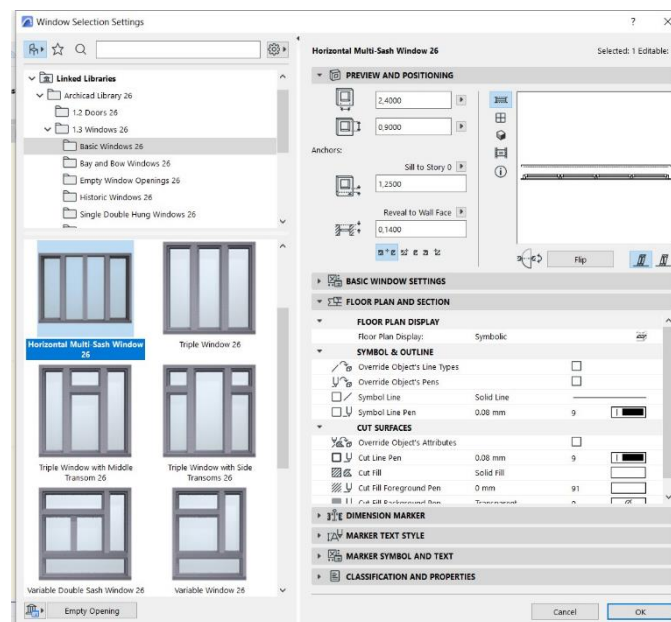 Window Selection Settings
Linked Libraries
Archicad Library 26
1.2 Doors 26
1.3 Windows 26
Basic Windows 26
Bay and Bow Windows 26
Empty Window Openings 26
Historic Windows 26
Single Double Hung Windows 26
Horizontal Multi Sash Window
26
Triple Window 26
Triple Window with Middle
Transom 26
Triple Window with Side
Transoms 26
Variable Double Sash Window 26
Variable Window 26
Empty Opening
Horizontal Multi-Sash Window 26
Selected: 1 Editable:
PREVIEW AND POSITIONING
2,4000
0,9000
Anchors:
Sill to Story 0
1,2500
Reveal to Wall Face
0,1400
Flip
BASIC WINDOW SETTINGS
FLOOR PLAN AND SECTION
FLOOR PLAN DISPLAY
Floor Plan Display: Symbolic
SYMBOL & OUTLINE
Override Object's Line Types
Override Object's Pens
Symbol Line Solid Line
Symbol Line Pen 0.08 mm 9
CUT SURFACES
Override Object's Attributes
Cut Line Pen 0.08 mm 9
Cut Fill Solid Fill
Cut Fill Foreground Pen 0 mm 91
Cut Fill Background Pen Transparent
DIMENSION MARKER
MARKER TEXT STYLE
MARKER SYMBOL AND TEXT
CLASSIFICATION AND PROPERTIES
Cancel OK